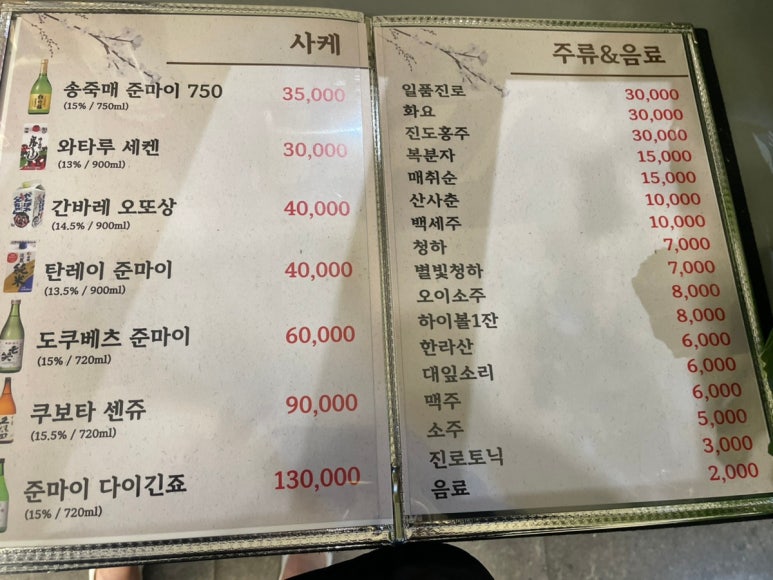 사케
송죽매 준마이 750 35,000
(15% / 750ml)
와타루 세켄 30,000
(13% / 900ml)
간바레 오또상 40,000
(14.5% / 900ml)
탄레이 준마이 40,000
(13.5% / 900ml)
도쿠베츠 준마이 60,000
(15% / 720ml)
쿠보타 센쥬 90,000
(15.5% / 720ml)
준마이 다이긴죠 130,000
(15% / 720ml)
주류&음료
일품진로 30,000
화요 30,000
진도홍주 30,000
복분자 15,000
매취순 15,000
산사춘 10,000
백세주 10,000
청하 7,000
별빛청하 7,000
오이소주 8,000
하이볼1잔 8,000
한라산 6,000
대잎소리 6,000
맥주 6,000
소주 5,000
진로토닉 3,000
음료 2,000